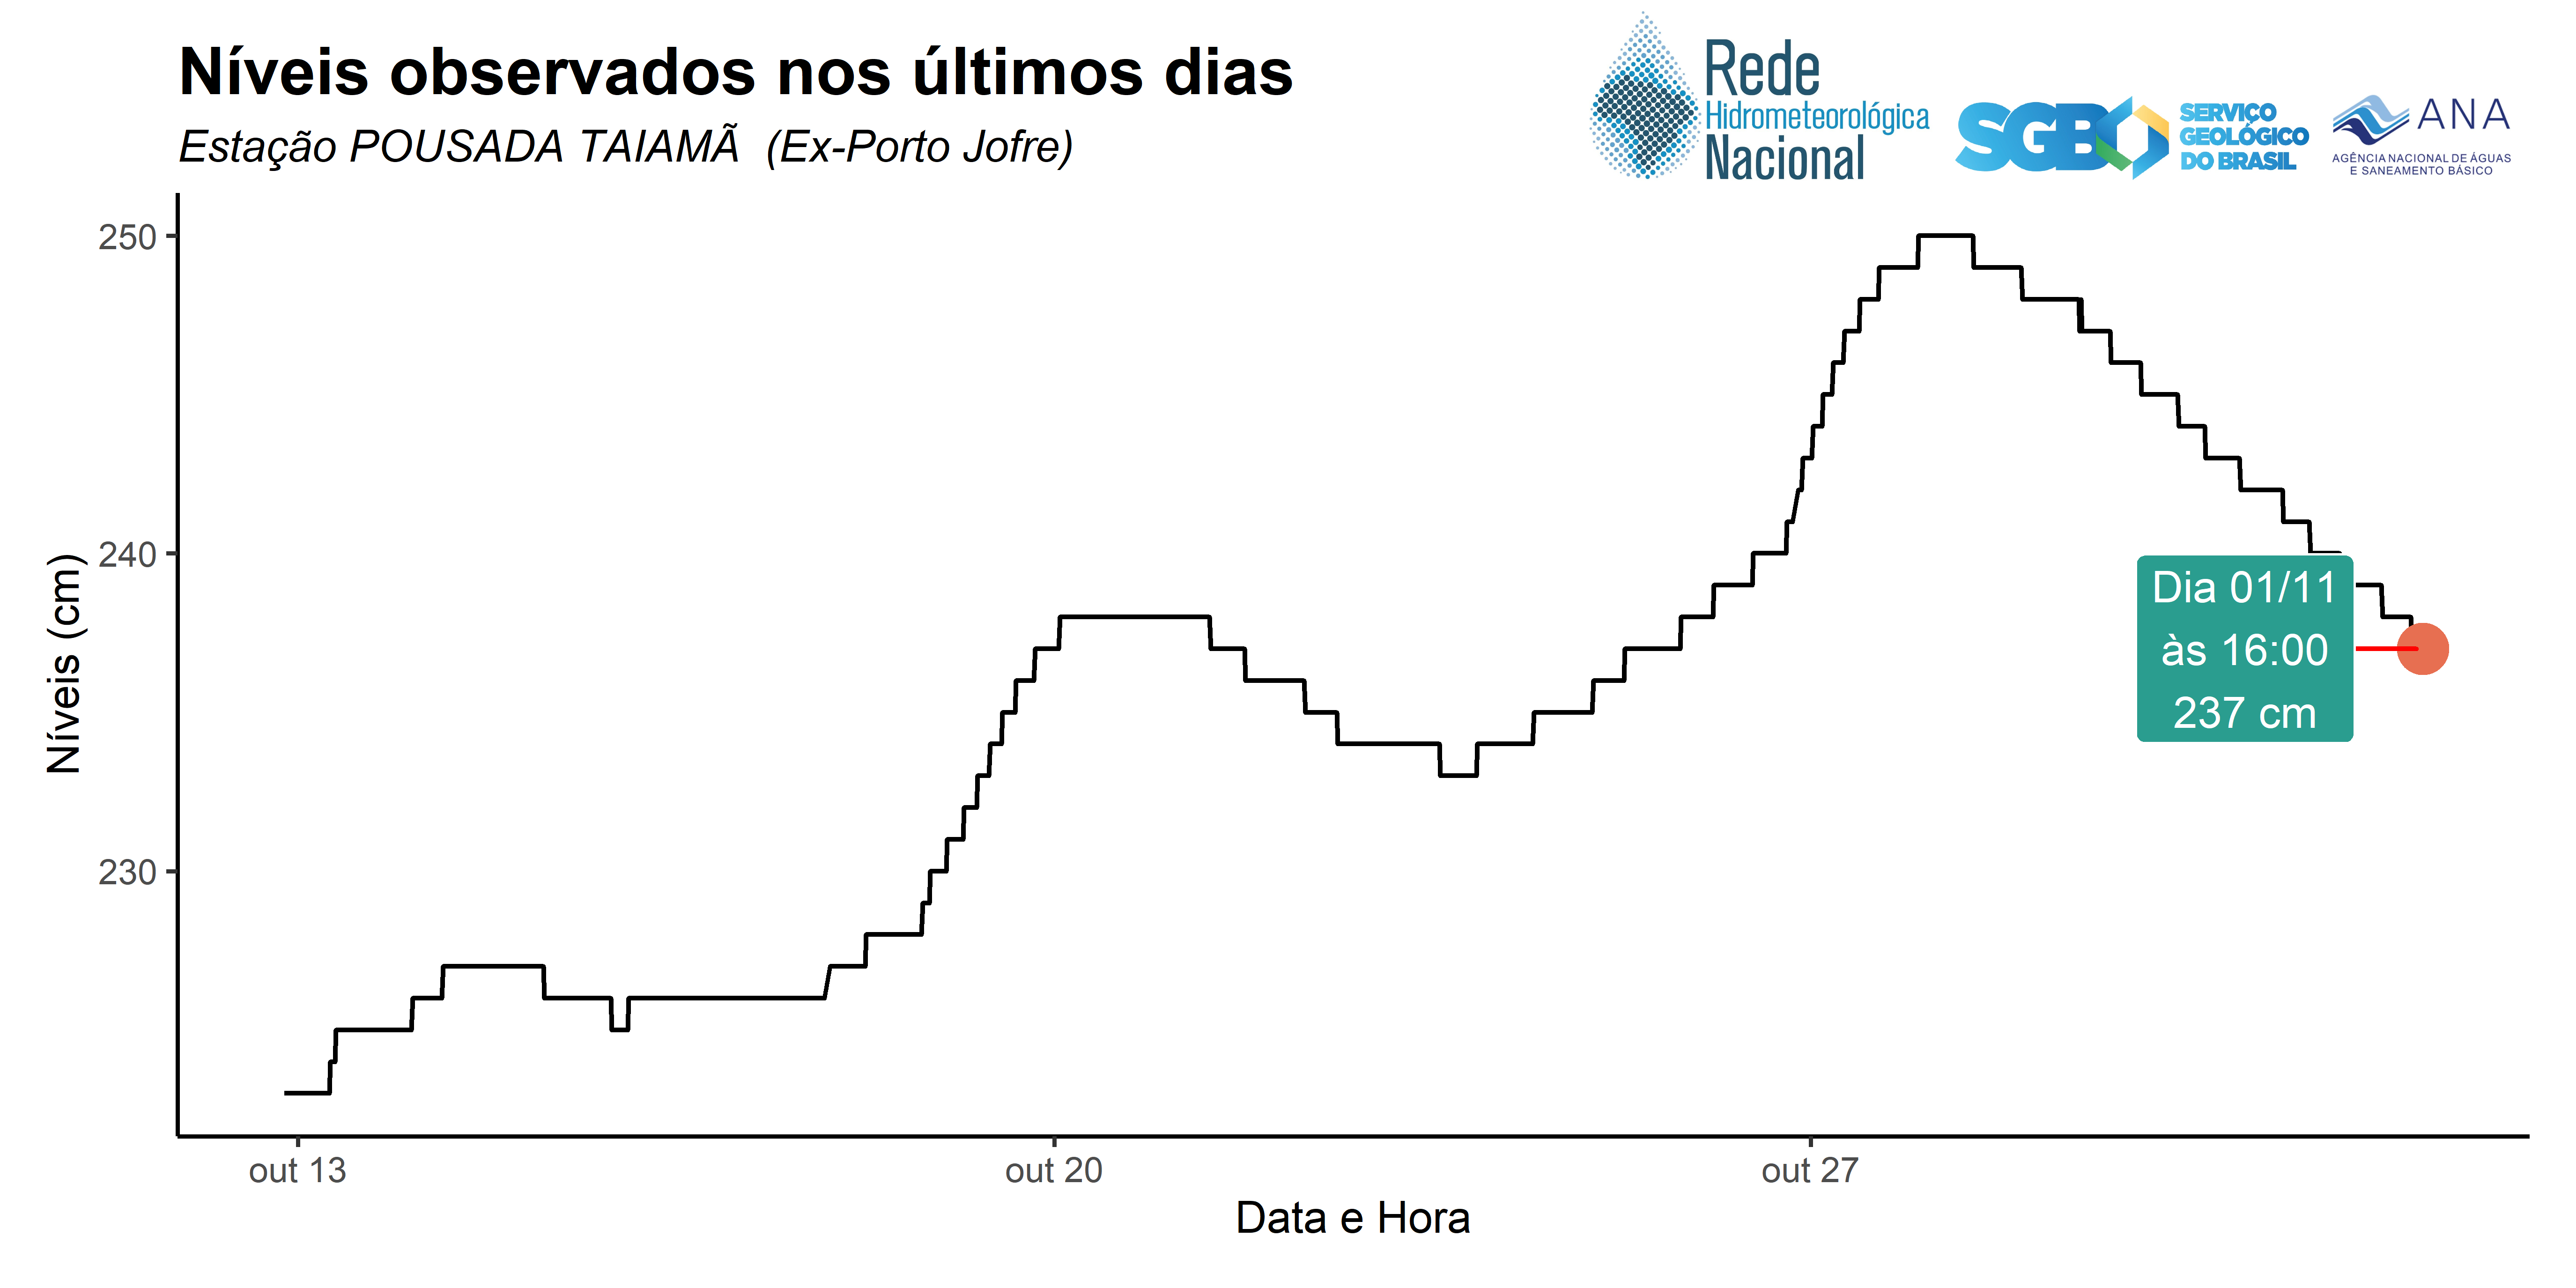 Níveis observados nos últimos dias
Estação POUSADA TAIAMÃ  (Ex-Porto Jofre)
Rede
Hidrometeorológica
Nacional
SGB
SERVIÇO
GEOLÓGICO
DO BRASIL
ANA
AGÊNCIA NACIONAL DE ÁGUAS
E SANEAMENTO BÁSICO
250
240
230
Níveis (cm)
Dia 01/11
às 16:00
237 cm
out 13
out 20
out 27
Data e Hora